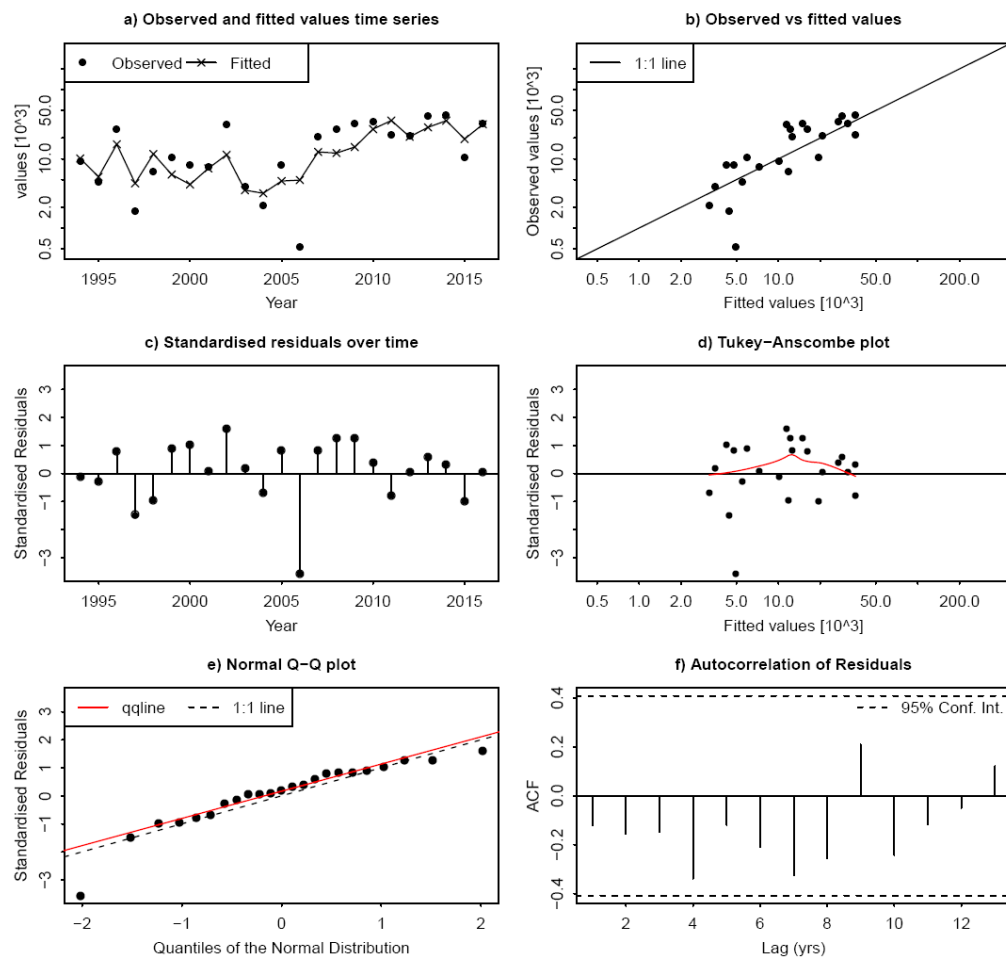 a) Observed and fitted values time series
Observed Fitted
values [10^3]
50.0
10.0
2.0
0.5
1995 2000 2005 2010 2015
Year
b) Observed vs fitted values
1:1 line
Observed values [10^3]
50.0
10.0
2.0
0.5
0.5 1.0 2.0 5.0 10.0 50.0 200.0
Fitted values [10^3]
c) Standardised residuals over time
Standardised Residuals
3
1
0
−1
−3
1995 2000 2005 2010 2015
Year
d) Tukey−Anscombe plot
Standardised Residuals
3
1
0
−1
−3
0.5 1.0 2.0 5.0 10.0 50.0 200.0
Fitted values [10^3]
e) Normal Q−Q plot
qqline 1:1 line
Standardised Residuals
3
2
1
0
−1
−3
−2 −1 0 1 2
Quantiles of the Normal Distribution
f) Autocorrelation of Residuals
95% Conf. Int.
ACF
0.4
0.2
0.0
−0.2
−0.4
2 4 6 8 10 12
Lag (yrs)